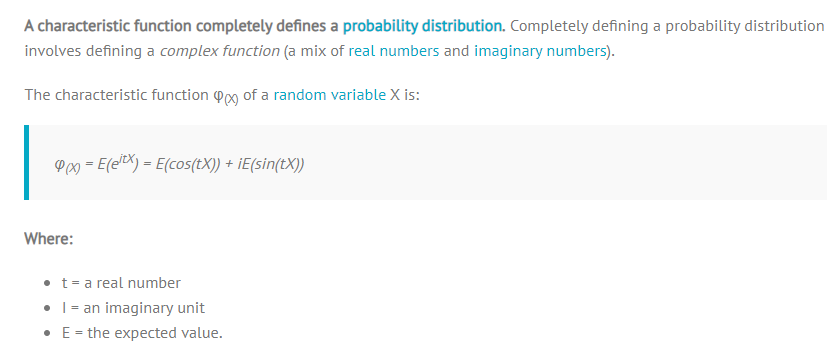 A characteristic function completely defines a probability distribution. Completely defining a probability distribution
involves defining a complex function (a mix of real numbers and imaginary numbers).
The characteristic function φ(X) of a random variable X is:
φ(X) = E(e^itX) = E(cos(tX)) + iE(sin(tX))
Where:
• t = a real number
• I = an imaginary unit
• E = the expected value.